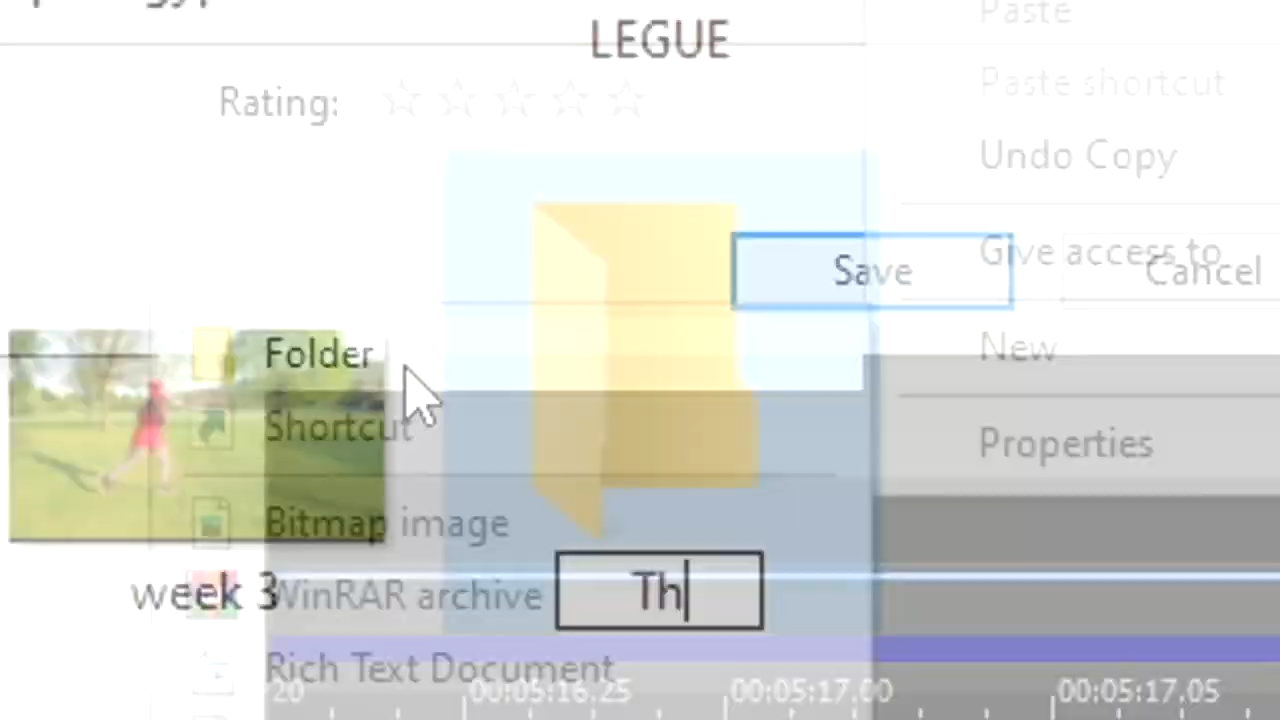 LEGUE
Paste
Rating:
Paste shortcut
Undo Copy
Give access to
Save
Cancel
New
Folder
Shortcut
Properties
Bitmap image
week 3
WinRAR archive
Th
Rich Text Document
00:05:16.25
00:05:17.00
00:05:17.05